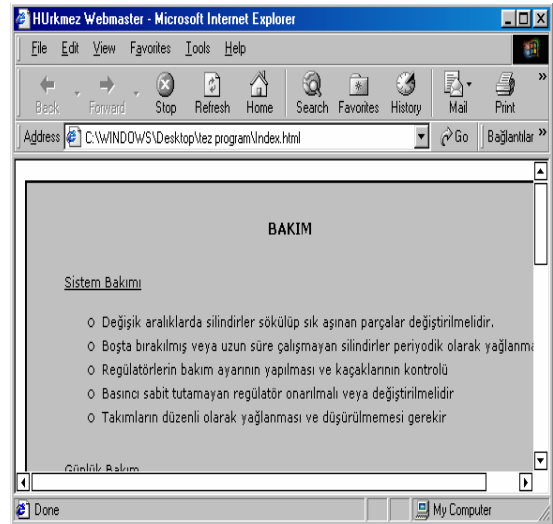 HUrkmez Webmaster - Microsoft Internet Explorer
File Edit View Favorites Tools Help
Back Forward Stop Refresh Home Search Favorites History Mail Print »
Address C:\WINDOWS\Desktop\tez program\Index.html Go Bağlantılar »
BAKIM
Sistem Bakımı
o Değişik aralıklarda silindirler sökülüp sık aşınan parçalar değiştirilmelidir.
o Boşta bırakılmış veya uzun süre çalışmayan silindirler periyodik olarak yağlanma
o Regülatörlerin bakım ayarının yapılması ve kaçaklarının kontrolü
o Basıncı sabit tutamayan regülatör onarılmalı veya değiştirilmelidir
o Takımların düzenli olarak yağlanması ve düşürülmemesi gerekir
Günlük Bakım
Done My Computer